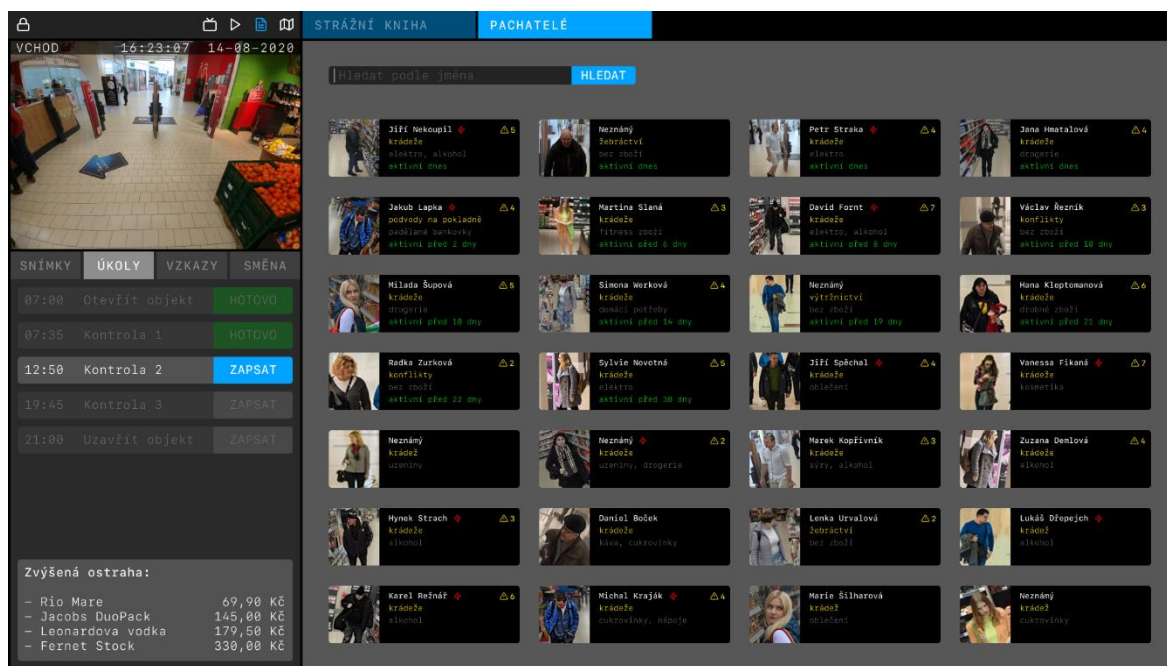 STRÁŽNÍ KNIHA
PACHATELÉ
VCHOD 16:23:07 14-08-2020
SNÍMKY ÚKOLY VZKAZY SMĚNA
07:00 Otevřít objekt HOTOVO
07:35 Kontrola 1 HOTOVO
12:50 Kontrola 2 ZAPSAT
19:45 Kontrola 3 ZAPSAT
21:00 Uzavřít objekt ZAPSAT
Zvýšená ostraha:
– Rio Mare 69,90 Kč
– Jacobs DuoPack 145,00 Kč
– Leonardova vodka 179,50 Kč
– Fernet Stock 330,00 Kč
Hledat podle jména HLEDAT
Jiří Nekoupil 5
krádeže
elektro, alkohol
aktivní dnes
Neznámý
žebráctví
bez zboží
aktivní dnes
Petr Straka 4
krádeže
elektro
aktivní dnes
Jana Hmatalová 4
krádeže
drogerie
aktivní dnes
Jakub Lapka 4
podvody na pokladně
padělané bankovky
aktivní před 2 dny
Martina Slaná 3
krádeže
fitness zboží
aktivní před 6 dny
David Fornt 7
krádeže
elektro, alkohol
aktivní před 8 dny
Václav Řezník 3
konflikty
bez zboží
aktivní před 10 dny
Milada Šupová 5
krádeže
drogerie
aktivní před 10 dny
Simona Werková 4
krádeže
domácí potřeby
aktivní před 14 dny
Neznámý
výtržnictví
bez zboží
aktivní před 19 dny
Hana Kleptomanová 6
krádeže
drobné zboží
aktivní před 21 dny
Radka Zurková 2
konflikty
bez zboží
aktivní před 22 dny
Sylvie Novotná 5
krádeže
elektro
aktivní před 30 dny
Jiří Spěchal 4
krádeže
oblečení
Vanessa Fikaná 7
krádeže
kosmetika
Neznámý
krádež
uzeniny
Neznámý 2
krádeže
uzeniny, drogerie
Marek Kopřivník 3
krádeže
sýry, alkohol
Zuzana Demlová 4
krádeže
alkohol
Hynek Strach 3
krádeže
alkohol
Daniel Boček
krádeže
káva, cukrovinky
Lenka Urvalová 2
žebráctví
bez zboží
Lukáš Dřepejch
krádež
alkohol
Karel Režnář 6
krádeže
alkohol
Michal Kraják 4
krádeže
cukrovinky, nápoje
Marie Šilharová
krádež
oblečení
Neznámý
krádež
cukrovinky